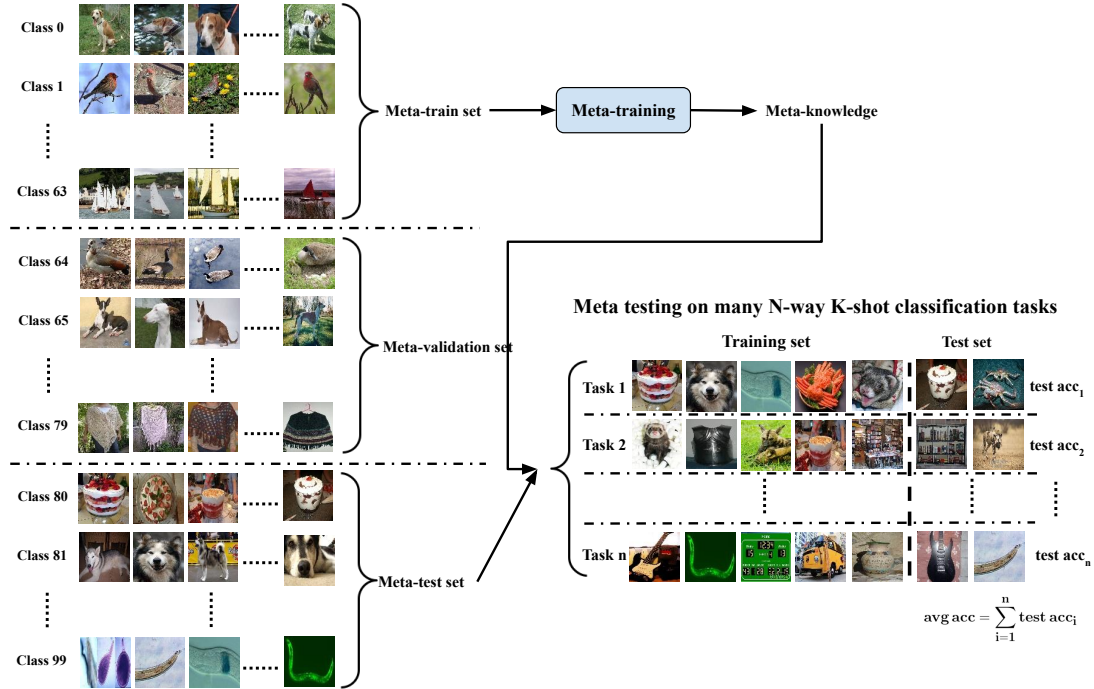 Class 0
Class 1
Class 63
Meta-train set
Meta-training
Meta-knowledge
Class 64
Class 65
Class 79
Meta-validation set
Class 80
Class 81
Class 99
Meta-test set
Meta testing on many N-way K-shot classification tasks
Training set
Test set
Task 1
test acc₁
Task 2
test acc₂
Task n
test accₙ
avg acc = ∑ⁿᵢ₌₁ test accᵢ